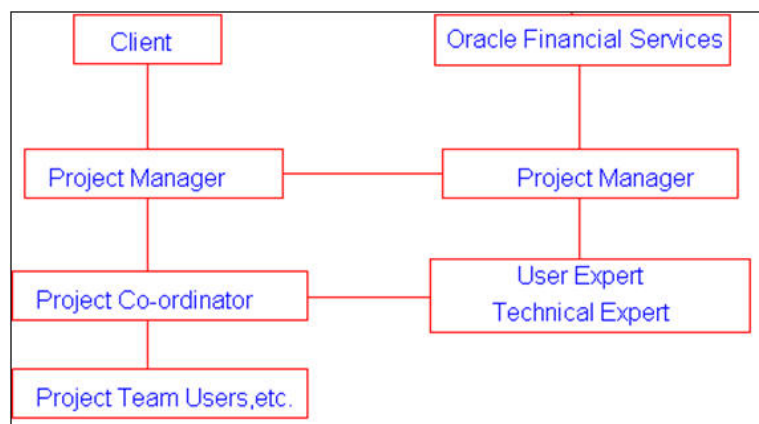 Client
Oracle Financial Services
Project Manager
Project Manager
Project Co-ordinator
User Expert
Technical Expert
Project Team Users,etc.